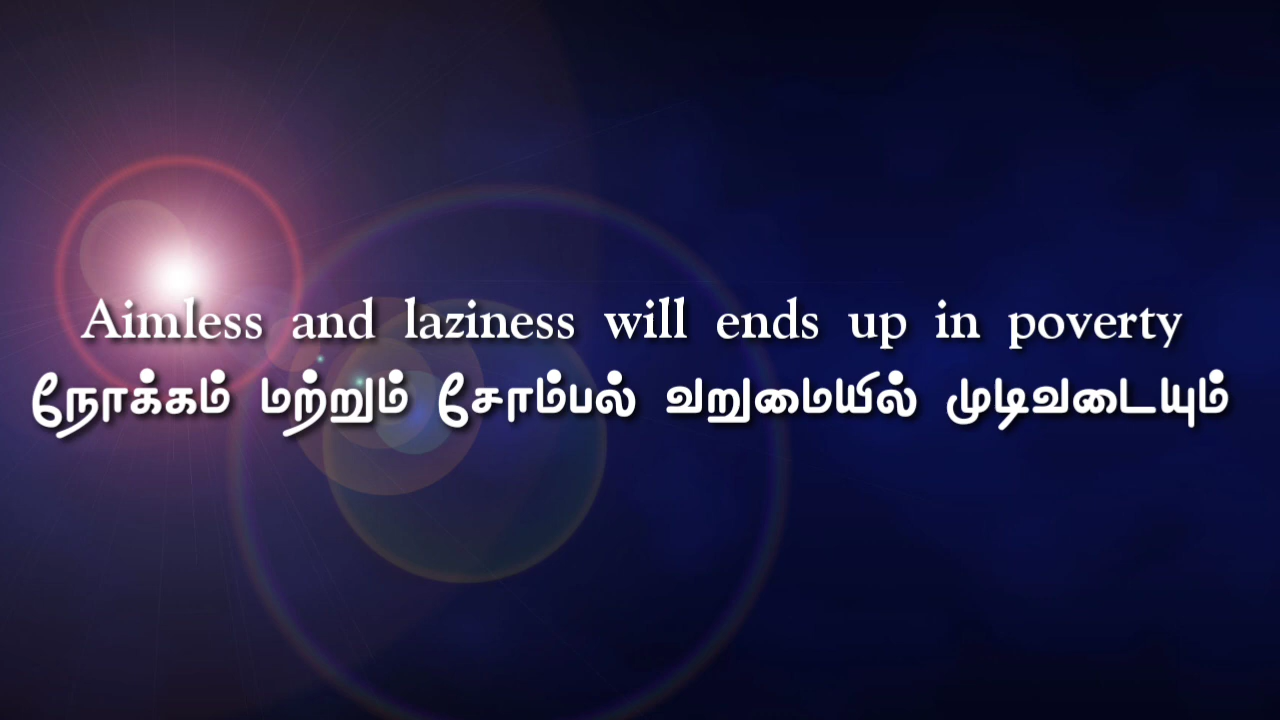 Aimless and laziness will ends up in poverty
நோக்கம் மற்றும் சோம்பல் வறுமையில் முடிவடையும்